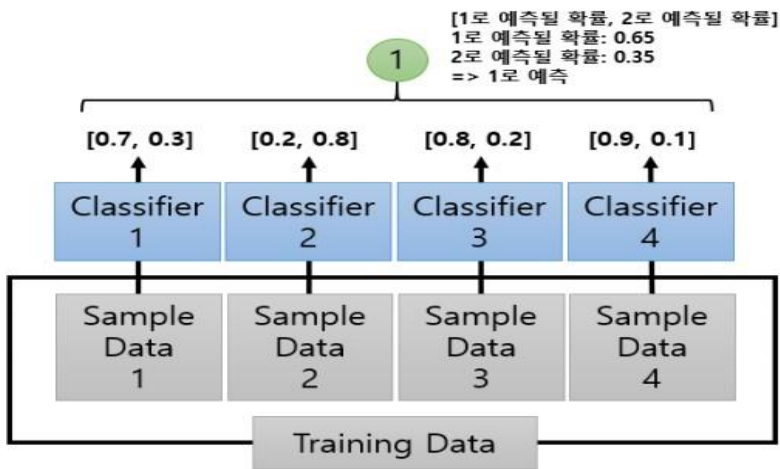 [1로 예측될 확률, 2로 예측될 확률]
1로 예측될 확률: 0.65
2로 예측될 확률: 0.35
=> 1로 예측
1
[0.7, 0.3] [0.2, 0.8] [0.8, 0.2] [0.9, 0.1]
Classifier Classifier Classifier Classifier
1 2 3 4
Sample Sample Sample Sample
Data Data Data Data
1 2 3 4
Training Data